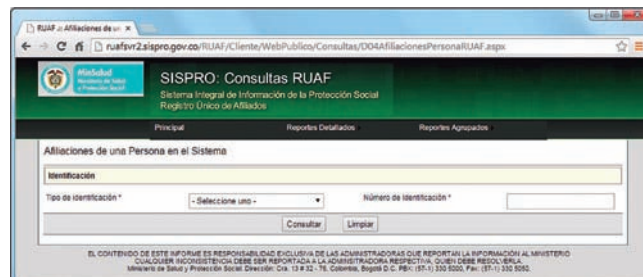 RUAF .:: Afiliaciones de un
ruafsvr2.sispro.gov.co/RUAF/Cliente/WebPublico/Consultas/D04AfiliacionesPersonaRUAF.aspx
MinSalud
Ministerio de Salud
y Protección Social
SISPRO: Consultas RUAF
Sistema Integral de Información de la Protección Social
Registro Único de Afiliados
Principal Reportes Detallados Reportes Agrupados
Afiliaciones de una Persona en el Sistema
Identificación
Tipo de identificación * - Seleccione uno - Número de Identificación *
Consultar Limpiar
EL CONTENIDO DE ESTE INFORME ES RESPONSABILIDAD EXCLUSIVA DE LAS ADMINISTRADORAS QUE REPORTAN LA INFORMACIÓN AL MINISTERIO
CUALQUIER INCONSISTENCIA DEBE SER REPORTADA A LA ADMINISTRADORA RESPECTIVA, QUIEN DEBE RESOLVERLA.
Ministerio de Salud y Protección Social. Dirección: Cra. 13 # 32 - 76, Colombia, Bogotá D.C. PBX: (57-1) 330 5000, Fax: (57-1) 330 5050.